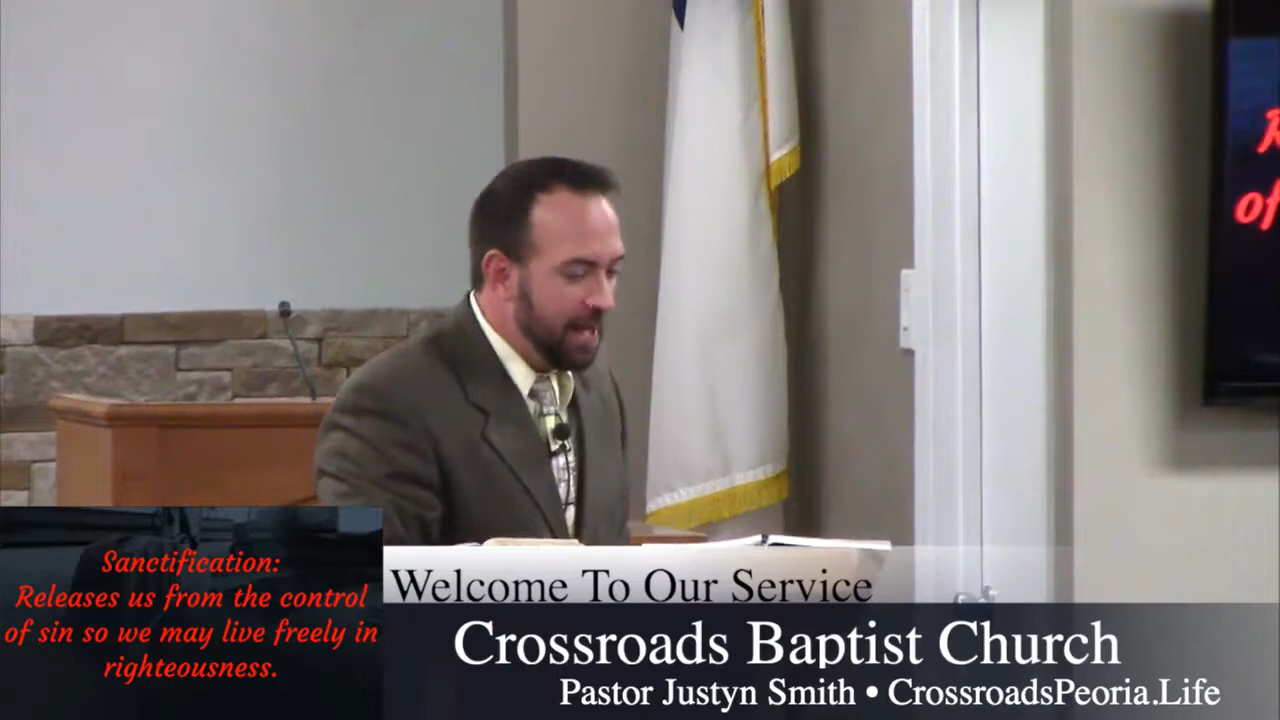 Sanctification:
Releases us from the control
of sin so we may live freely in
righteousness.
Welcome To Our Service
Crossroads Baptist Church
Pastor Justyn Smith • CrossroadsPeoria.Life
R
of